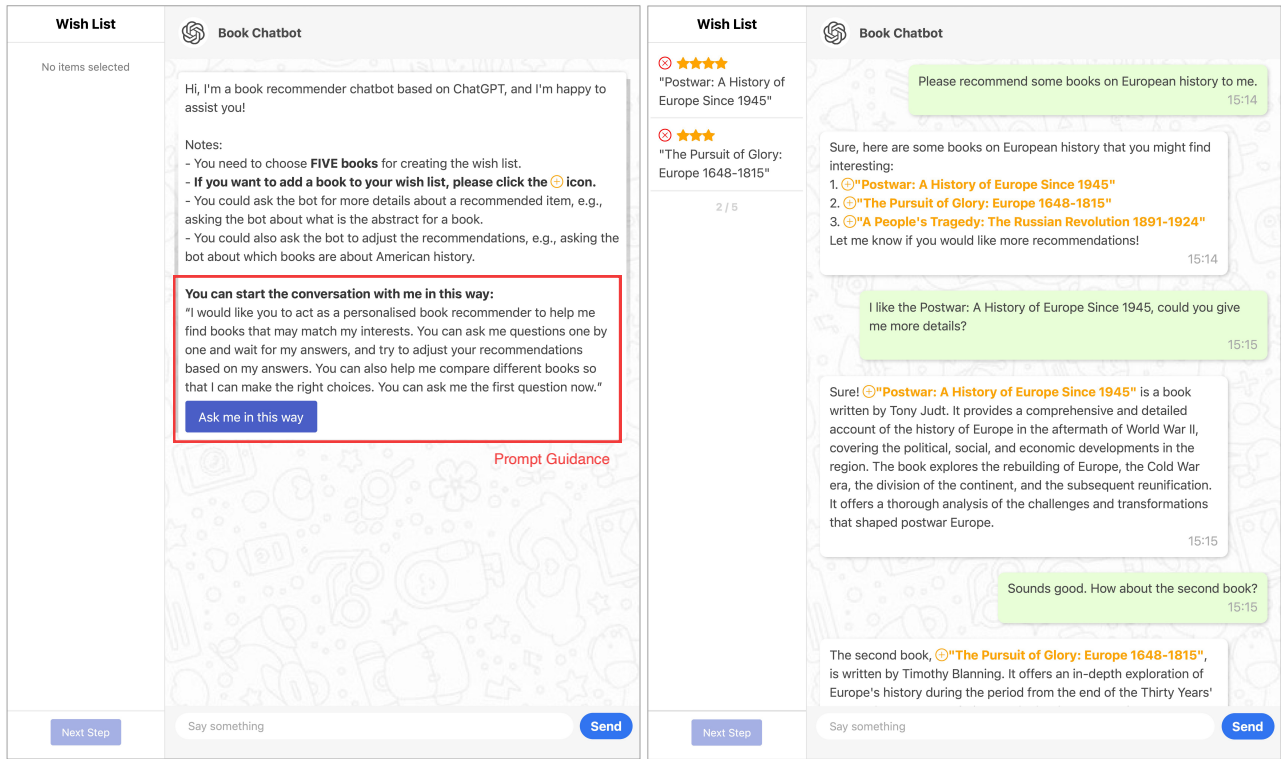 Wish List
No items selected
Next Step
Book Chatbot
Hi, I'm a book recommender chatbot based on ChatGPT, and I'm happy to
assist you!
Notes:
- You need to choose FIVE books for creating the wish list.
- If you want to add a book to your wish list, please click the ⊕ icon.
- You could ask the bot for more details about a recommended item, e.g.,
asking the bot about what is the abstract for a book.
- You could also ask the bot to adjust the recommendations, e.g., asking the
bot about which books are about American history.
You can start the conversation with me in this way:
"I would like you to act as a personalised book recommender to help me
find books that may match my interests. You can ask me questions one by
one and wait for my answers, and try to adjust your recommendations
based on my answers. You can also help me compare different books so
that I can make the right choices. You can ask me the first question now."
Ask me in this way
Prompt Guidance
Say something
Send
Wish List
"Postwar: A History of
Europe Since 1945"
"The Pursuit of Glory:
Europe 1648-1815"
2 / 5
Next Step
Book Chatbot
Please recommend some books on European history to me.
15:14
Sure, here are some books on European history that you might find
interesting:
1. ⊕"Postwar: A History of Europe Since 1945"
2. ⊕"The Pursuit of Glory: Europe 1648-1815"
3. ⊕"A People's Tragedy: The Russian Revolution 1891-1924"
Let me know if you would like more recommendations!
15:14
I like the Postwar: A History of Europe Since 1945, could you give
me more details?
15:15
Sure! ⊕"Postwar: A History of Europe Since 1945" is a book
written by Tony Judt. It provides a comprehensive and detailed
account of the history of Europe in the aftermath of World War II,
covering the political, social, and economic developments in the
region. The book explores the rebuilding of Europe, the Cold War
era, the division of the continent, and the subsequent reunification.
It offers a thorough analysis of the challenges and transformations
that shaped postwar Europe.
15:15
Sounds good. How about the second book?
15:15
The second book, ⊕"The Pursuit of Glory: Europe 1648-1815",
is written by Timothy Blanning. It offers an in-depth exploration of
Europe's history during the period from the end of the Thirty Years'
Say something
Send